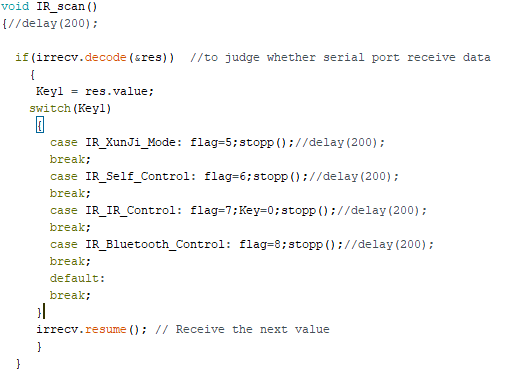 void IR_scan()
{//delay(200);
if(irrecv.decode(&res))  //to judge whether serial port receive data
{
Key1 = res.value;
switch(Key1)
{
case IR_XunJi_Mode: flag=5;stopp();//delay(200);
break;
case IR_Self_Control: flag=6;stopp();//delay(200);
break;
case IR_IR_Control: flag=7;Key=0;stopp();//delay(200);
break;
case IR_Bluetooth_Control: flag=8;stopp();//delay(200);
break;
default:
break;
}
irrecv.resume(); // Receive the next value
}
}